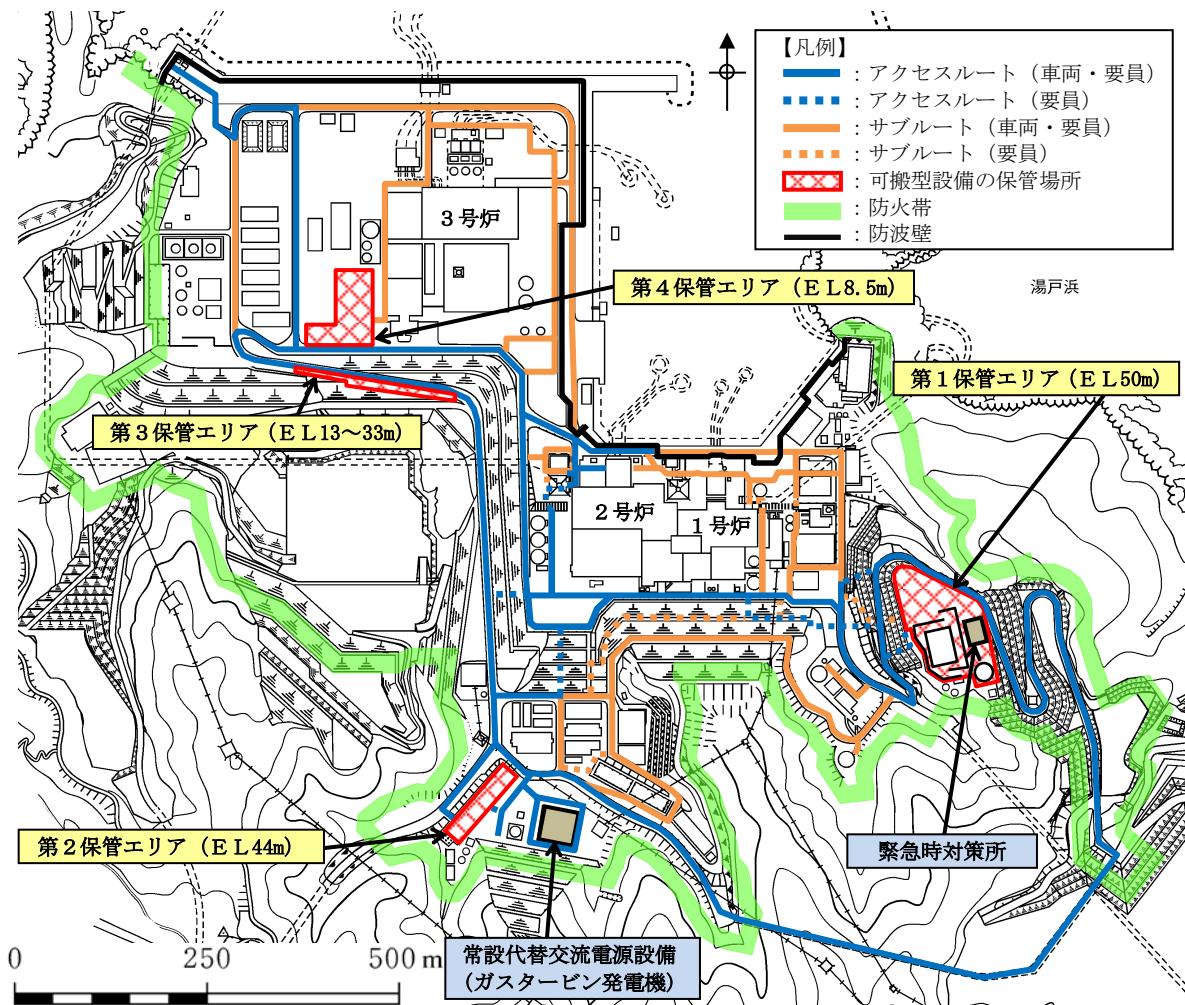 【凡例】
：アクセスルート（車両・要員）
：アクセスルート（要員）
：サブルート（車両・要員）
：サブルート（要員）
：可搬型設備の保管場所
：防火帯
：防波壁
３号炉
第４保管エリア（ＥＬ8.5m）
湯戸浜
第１保管エリア（ＥＬ50m）
第３保管エリア（ＥＬ13～33m）
２号炉
１号炉
第２保管エリア（ＥＬ44m）
緊急時対策所
常設代替交流電源設備
（ガスタービン発電機）
0 250 500 m